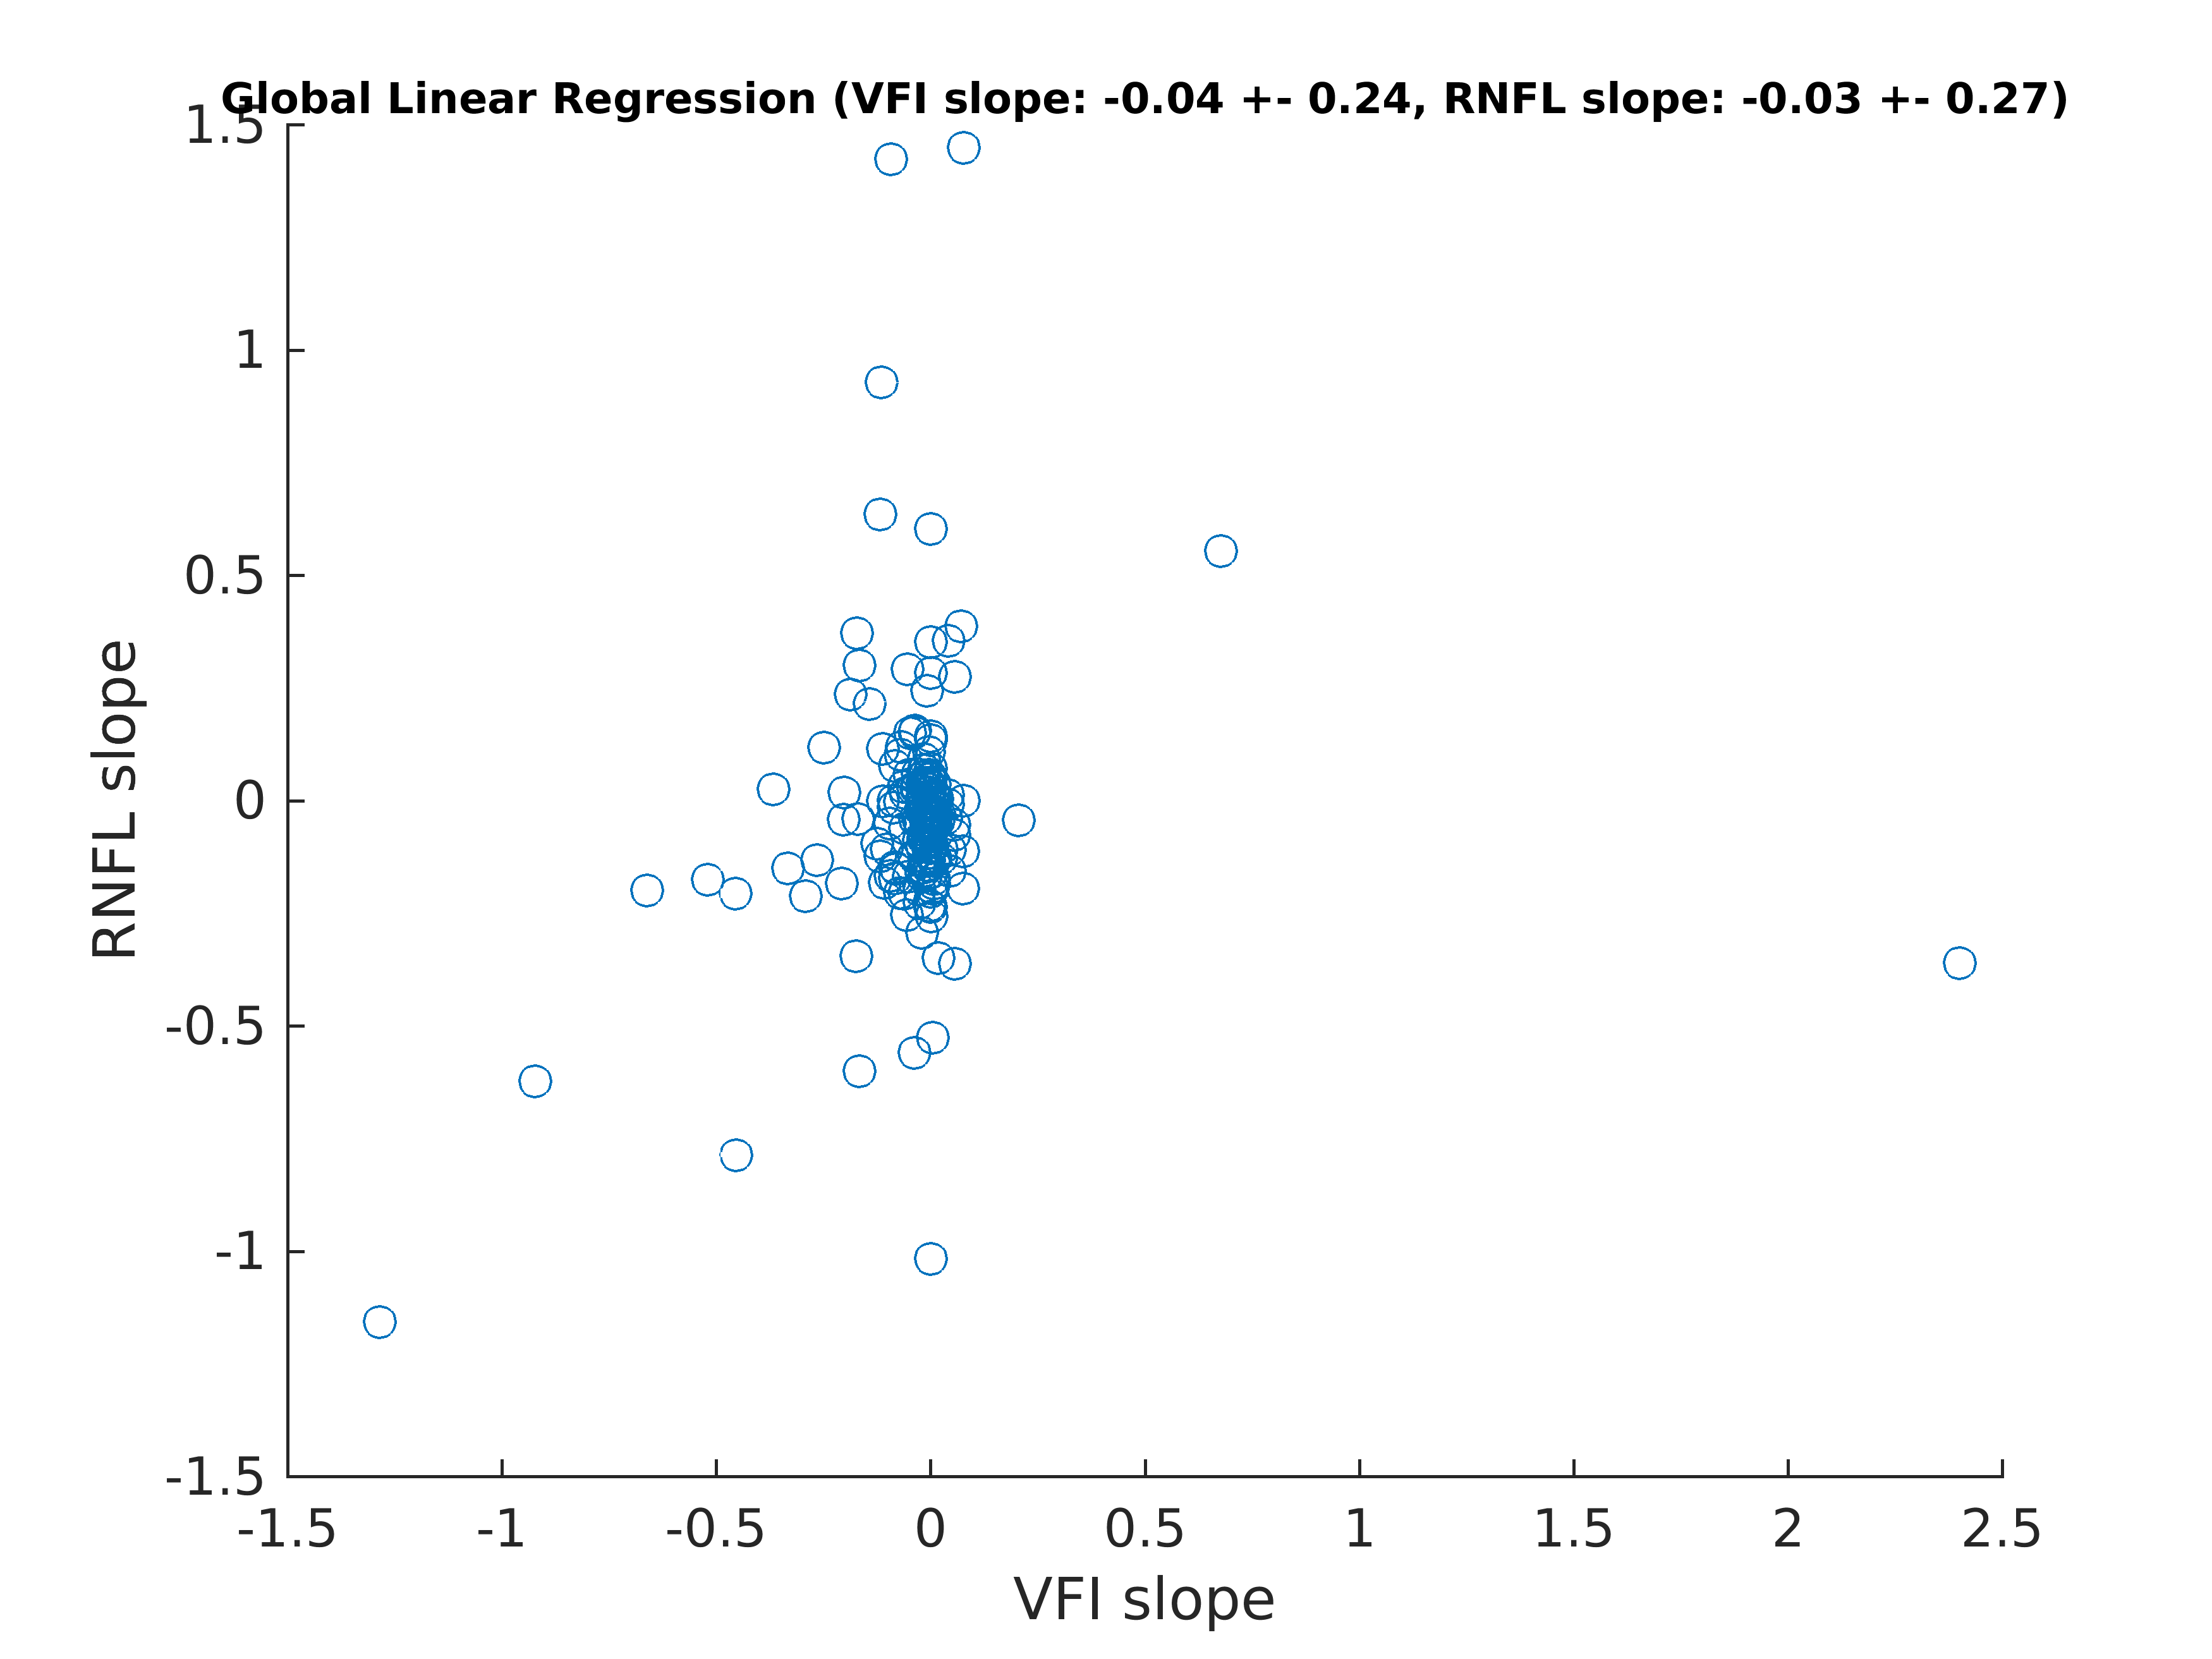 Global Linear Regression (VFI slope: -0.04 +- 0.24, RNFL slope: -0.03 +- 0.27)
1.5
1
0.5
0
-0.5
-1
-1.5
RNFL slope
-1.5 -1 -0.5 0 0.5 1 1.5 2 2.5
VFI slope